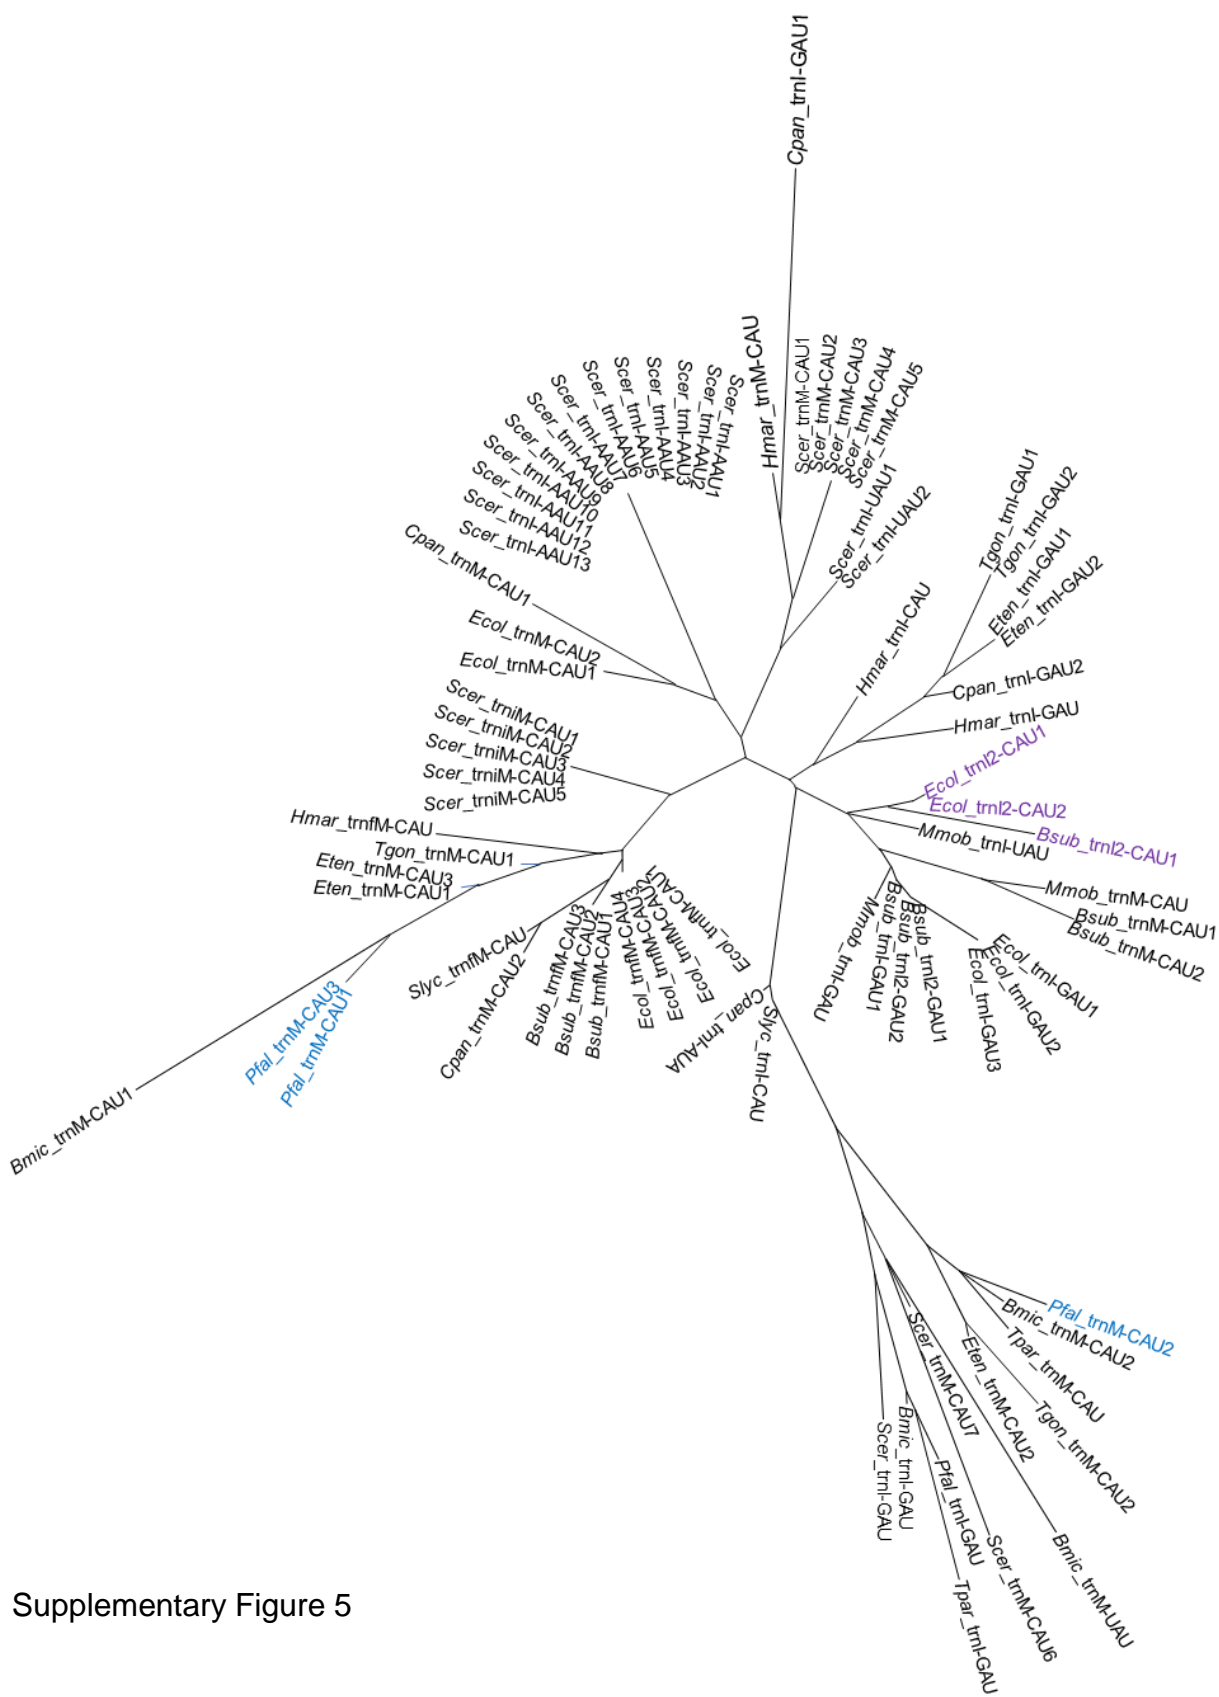 Cpan_trnI-GAU1
Hmar_trnM-CAU
Scer_trnM-CAU1
Scer_trnM-CAU2
Scer_trnM-CAU3
Scer_trnM-CAU4
Scer_trnM-CAU5
Scer_trnI-UAU1
Scer_trnI-UAU2
Scer_trnI-AAU1
Scer_trnI-AAU2
Scer_trnI-AAU3
Scer_trnI-AAU4
Scer_trnI-AAU5
Scer_trnI-AAU6
Scer_trnI-AAU7
Scer_trnI-AAU8
Scer_trnI-AAU9
Scer_trnI-AAU10
Scer_trnI-AAU11
Scer_trnI-AAU12
Scer_trnI-AAU13
Cpan_trnM-CAU1
Ecol_trnM-CAU2
Ecol_trnM-CAU1
Scer_trniM-CAU1
Scer_trniM-CAU2
Scer_trniM-CAU3
Scer_trniM-CAU4
Scer_trniM-CAU5
Hmar_trnfM-CAU
Tgon_trnM-CAU1
Eten_trnM-CAU3
Eten_trnM-CAU1
Pfal_trnM-CAU3
Pfal_trnM-CAU1
Bmic_trnM-CAU1
Slyc_trnfM-CAU
Cpan_trnM-CAU2
Bsub_trnfM-CAU3
Bsub_trnfM-CAU2
Bsub_trnfM-CAU1
Ecol_trnfM-CAU4
Ecol_trnfM-CAU3
Ecol_trnfM-CAU2
Ecol_trnfM-CAU1
Hmar_trnI-CAU
Tgon_trnI-GAU1
Tgon_trnI-GAU2
Eten_trnI-GAU1
Eten_trnI-GAU2
Cpan_trnI-GAU2
Hmar_trnI-GAU
Ecol_trnI2-CAU1
Ecol_trnI2-CAU2
Bsub_trnI2-CAU1
Mmob_trnI-UAU
Mmob_trnM-CAU
Bsub_trnM-CAU1
Bsub_trnM-CAU2
Ecol_trnI-GAU1
Ecol_trnI-GAU2
Ecol_trnI-GAU3
Bsub_trnI2-GAU1
Bsub_trnI2-GAU2
Bsub_trnI-GAU1
Mmob_trnI-GAU
Cpan_trnI-AUA
Slyc_trnI-CAU
Pfal_trnM-CAU2
Bmic_trnM-CAU2
Tpar_trnM-CAU
Tgon_trnM-CAU2
Eten_trnM-CAU2
Bmic_trnM-UAU
Scer_trnM-CAU6
Scer_trnM-CAU7
Tpar_trnI-GAU
Pfal_trnI-GAU
Bmic_trnI-GAU
Scer_trnI-GAU
Supplementary Figure 5